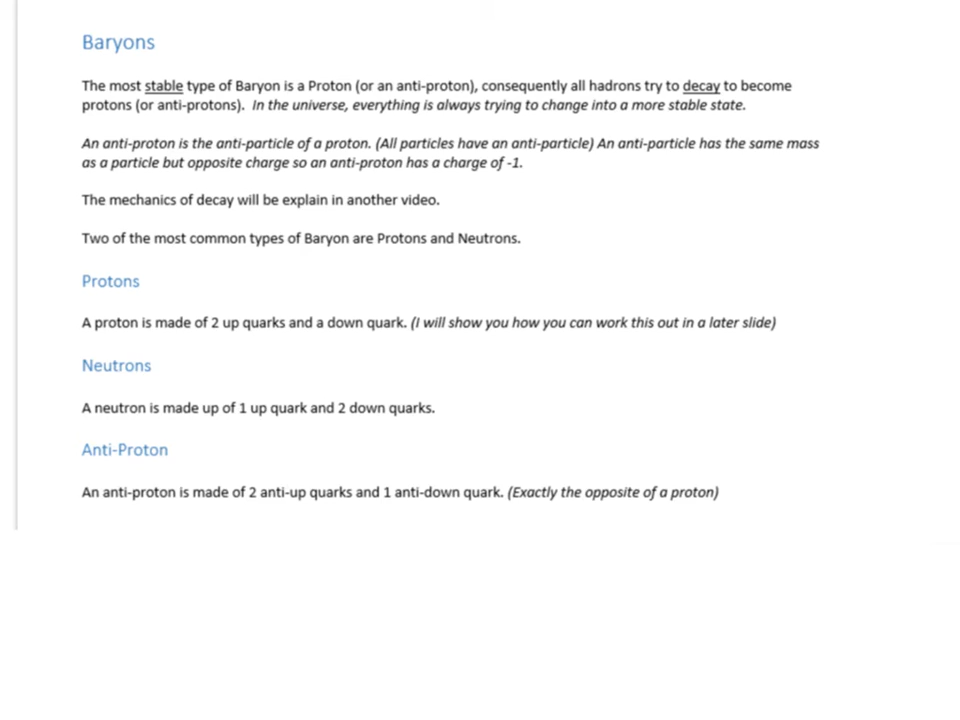 Baryons
The most stable type of Baryon is a Proton (or an anti-proton), consequently all hadrons try to decay to become
protons (or anti-protons). In the universe, everything is always trying to change into a more stable state.
An anti-proton is the anti-particle of a proton. (All particles have an anti-particle) An anti-particle has the same mass
as a particle but opposite charge so an anti-proton has a charge of -1.
The mechanics of decay will be explain in another video.
Two of the most common types of Baryon are Protons and Neutrons.
Protons
A proton is made of 2 up quarks and a down quark. (I will show you how you can work this out in a later slide)
Neutrons
A neutron is made up of 1 up quark and 2 down quarks.
Anti-Proton
An anti-proton is made of 2 anti-up quarks and 1 anti-down quark. (Exactly the opposite of a proton)